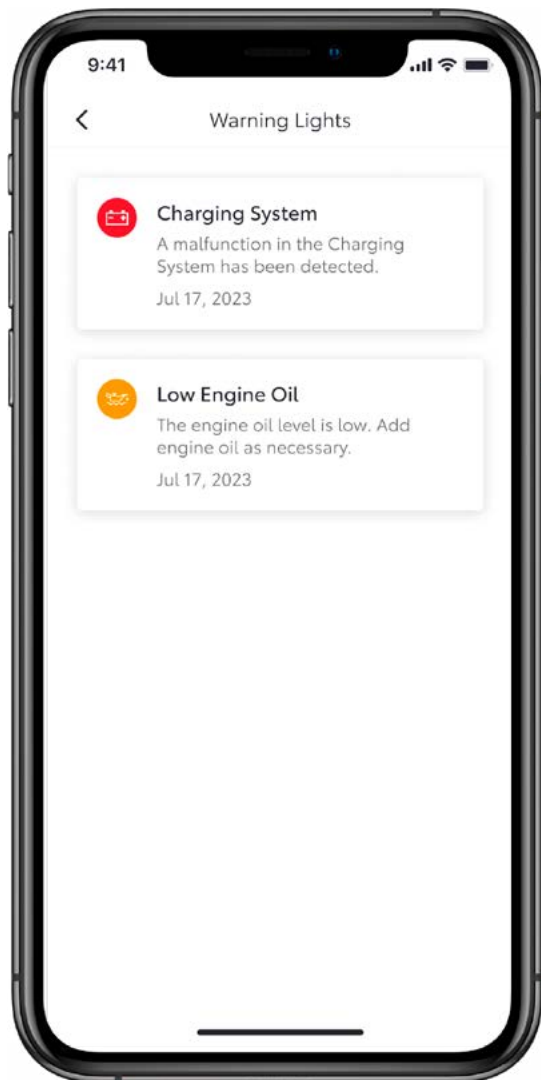 9:41
Warning Lights
Charging System
A malfunction in the Charging
System has been detected.
Jul 17, 2023
Low Engine Oil
The engine oil level is low. Add
engine oil as necessary.
Jul 17, 2023